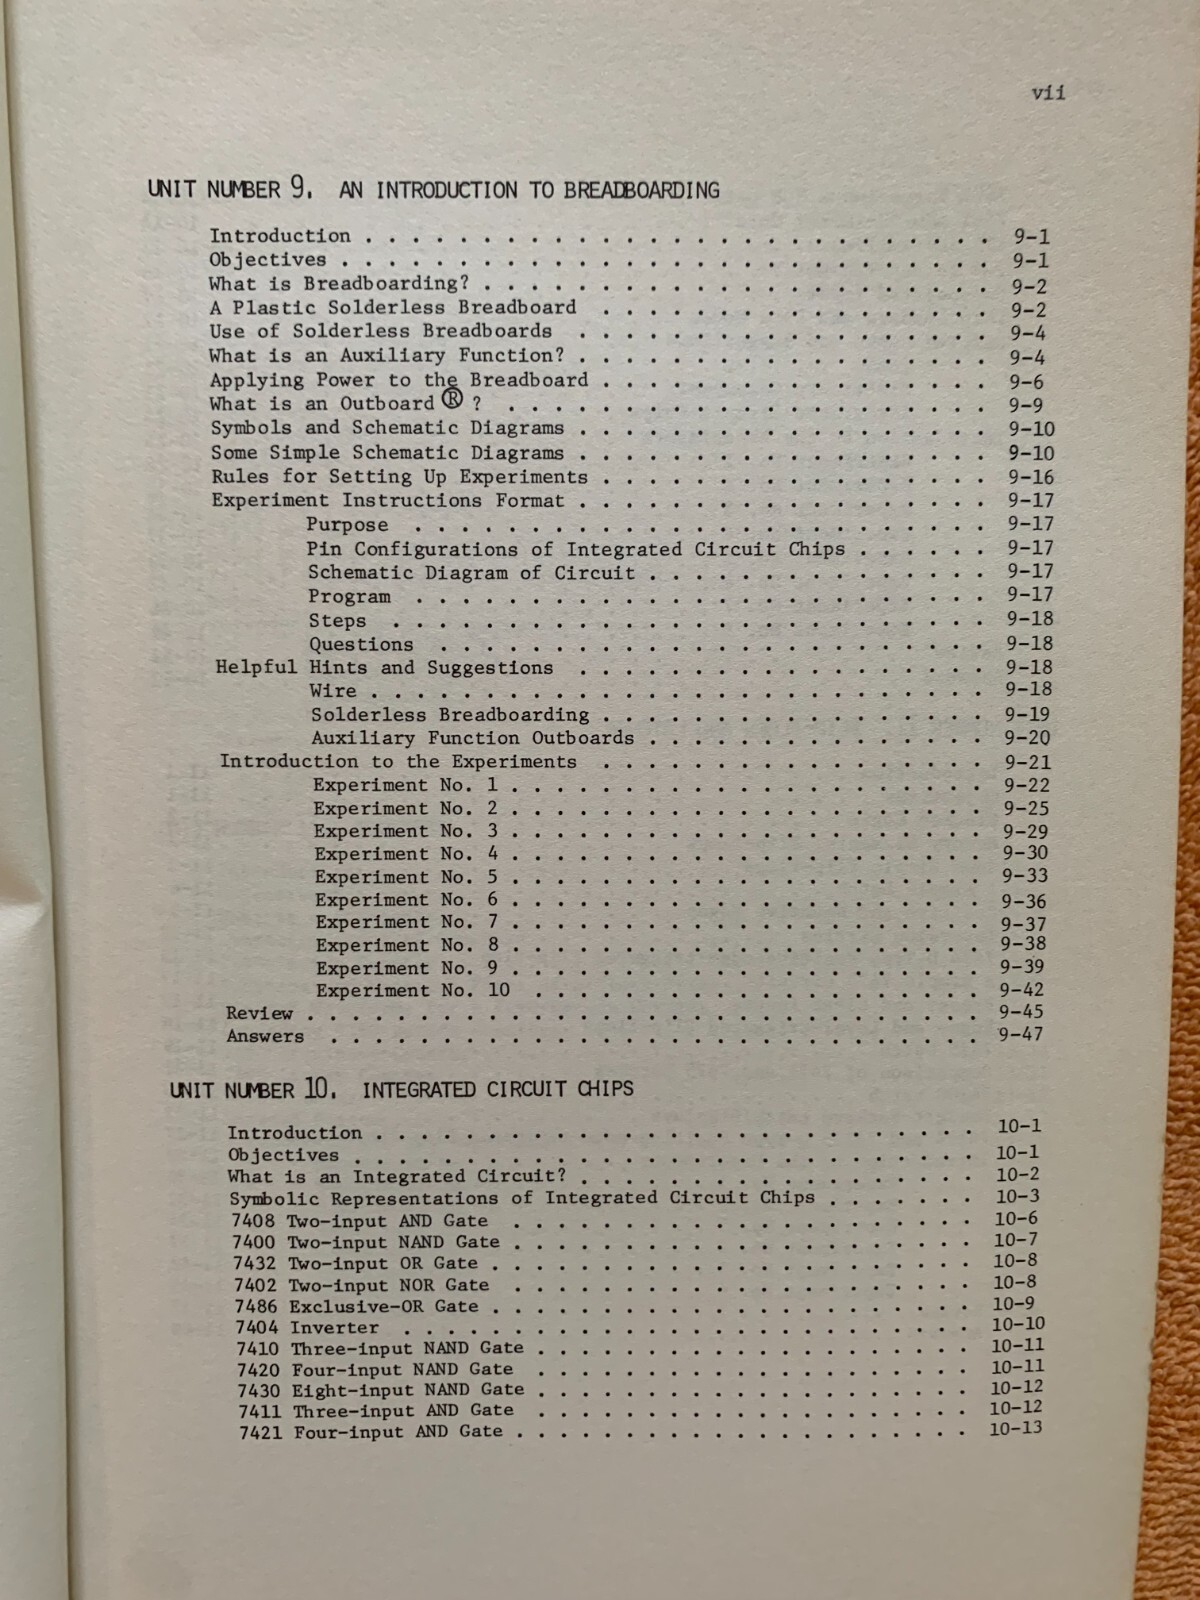 vii
UNIT NUMBER 9. AN INTRODUCTION TO BREADBOARDING
Introduction . . . . . . . . . . . . . . . . . . . . . . . . . . . 9-1
Objectives . . . . . . . . . . . . . . . . . . . . . . . . . . . . 9-1
What is Breadboarding? . . . . . . . . . . . . . . . . . . . . . . 9-2
A Plastic Solderless Breadboard . . . . . . . . . . . . . . . . . 9-2
Use of Solderless Breadboards . . . . . . . . . . . . . . . . . . 9-4
What is an Auxiliary Function? . . . . . . . . . . . . . . . . . . 9-4
Applying Power to the Breadboard . . . . . . . . . . . . . . . . . 9-6
What is an Outboard ® ? . . . . . . . . . . . . . . . . . . . . . 9-9
Symbols and Schematic Diagrams . . . . . . . . . . . . . . . . . . 9-10
Some Simple Schematic Diagrams . . . . . . . . . . . . . . . . . . 9-10
Rules for Setting Up Experiments . . . . . . . . . . . . . . . . . 9-16
Experiment Instructions Format . . . . . . . . . . . . . . . . . . 9-17
Purpose . . . . . . . . . . . . . . . . . . . . . . . . . 9-17
Pin Configurations of Integrated Circuit Chips . . . . . . 9-17
Schematic Diagram of Circuit . . . . . . . . . . . . . . . 9-17
Program . . . . . . . . . . . . . . . . . . . . . . . . . 9-17
Steps . . . . . . . . . . . . . . . . . . . . . . . . . . 9-18
Questions . . . . . . . . . . . . . . . . . . . . . . . . 9-18
Helpful Hints and Suggestions . . . . . . . . . . . . . . . . . . 9-18
Wire . . . . . . . . . . . . . . . . . . . . . . . . . . . 9-18
Solderless Breadboarding . . . . . . . . . . . . . . . . . 9-19
Auxiliary Function Outboards . . . . . . . . . . . . . . . 9-20
Introduction to the Experiments . . . . . . . . . . . . . . . . . 9-21
Experiment No. 1 . . . . . . . . . . . . . . . . . . . . . 9-22
Experiment No. 2 . . . . . . . . . . . . . . . . . . . . . 9-25
Experiment No. 3 . . . . . . . . . . . . . . . . . . . . . 9-29
Experiment No. 4 . . . . . . . . . . . . . . . . . . . . . 9-30
Experiment No. 5 . . . . . . . . . . . . . . . . . . . . . 9-33
Experiment No. 6 . . . . . . . . . . . . . . . . . . . . . 9-36
Experiment No. 7 . . . . . . . . . . . . . . . . . . . . . 9-37
Experiment No. 8 . . . . . . . . . . . . . . . . . . . . . 9-38
Experiment No. 9 . . . . . . . . . . . . . . . . . . . . . 9-39
Experiment No. 10 . . . . . . . . . . . . . . . . . . . . 9-42
Review . . . . . . . . . . . . . . . . . . . . . . . . . . . . . . 9-45
Answers . . . . . . . . . . . . . . . . . . . . . . . . . . . . . 9-47
UNIT NUMBER 10. INTEGRATED CIRCUIT CHIPS
Introduction . . . . . . . . . . . . . . . . . . . . . . . . . . . 10-1
Objectives . . . . . . . . . . . . . . . . . . . . . . . . . . . . 10-1
What is an Integrated Circuit? . . . . . . . . . . . . . . . . . . 10-2
Symbolic Representations of Integrated Circuit Chips . . . . . . . 10-3
7408 Two-input AND Gate . . . . . . . . . . . . . . . . . . . . . 10-6
7400 Two-input NAND Gate . . . . . . . . . . . . . . . . . . . . . 10-7
7432 Two-input OR Gate . . . . . . . . . . . . . . . . . . . . . . 10-8
7402 Two-input NOR Gate . . . . . . . . . . . . . . . . . . . . . 10-8
7486 Exclusive-OR Gate . . . . . . . . . . . . . . . . . . . . . . 10-9
7404 Inverter . . . . . . . . . . . . . . . . . . . . . . . . . . 10-10
7410 Three-input NAND Gate . . . . . . . . . . . . . . . . . . . . 10-11
7420 Four-input NAND Gate . . . . . . . . . . . . . . . . . . . . 10-11
7430 Eight-input NAND Gate . . . . . . . . . . . . . . . . . . . . 10-12
7411 Three-input AND Gate . . . . . . . . . . . . . . . . . . . . 10-12
7421 Four-input AND Gate . . . . . . . . . . . . . . . . . . . . . 10-13